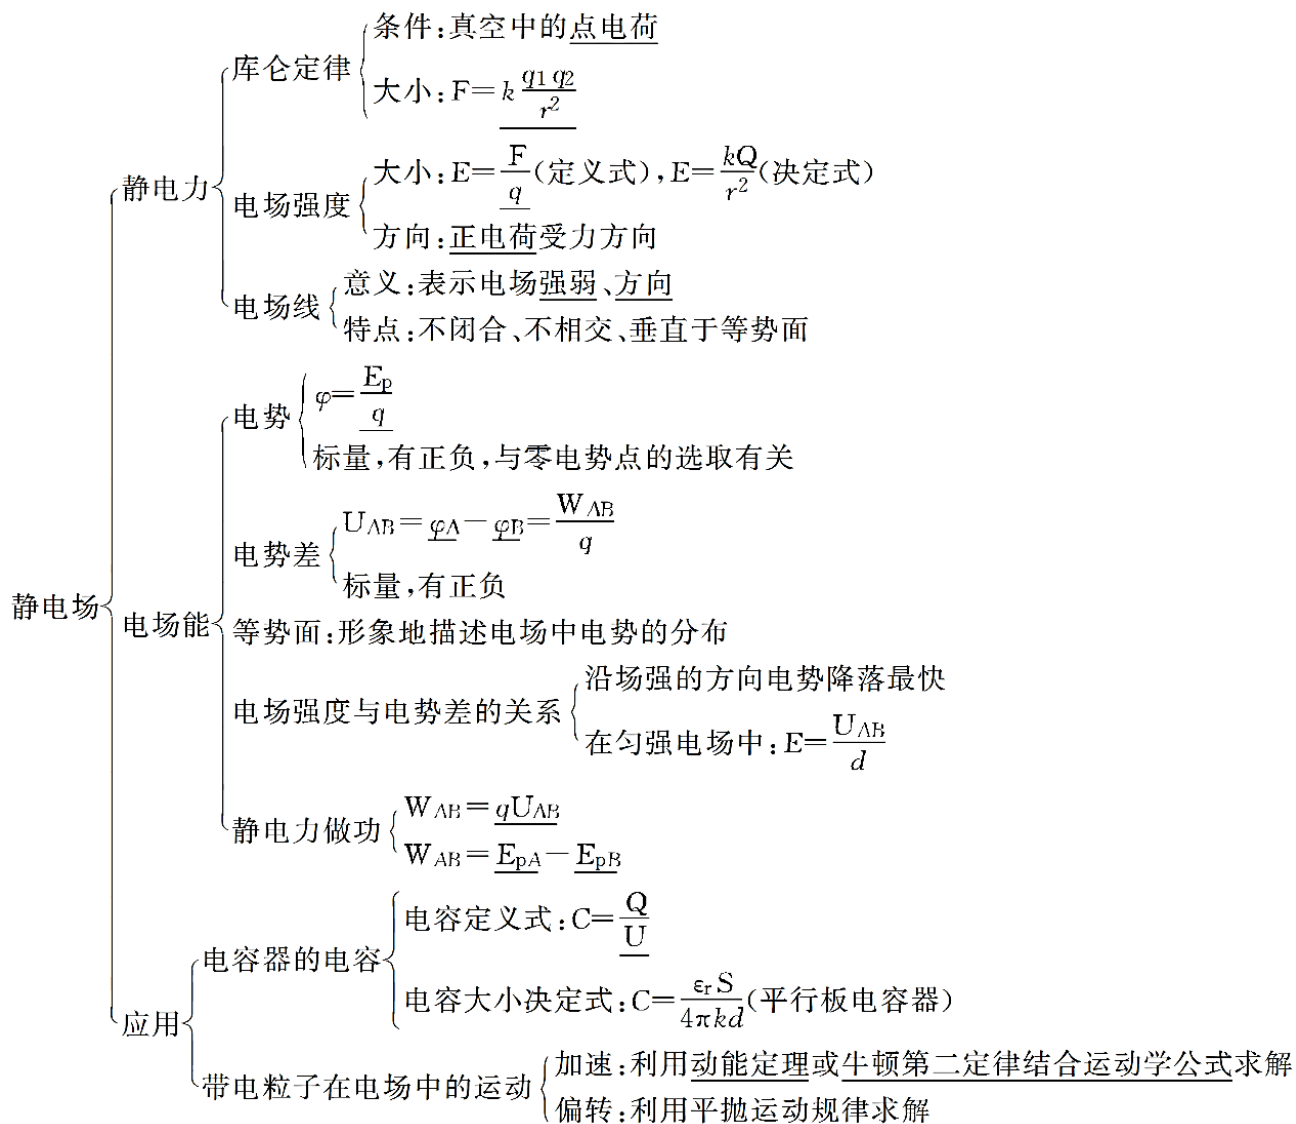 条件:真空中的点电荷
库仑定律
大小:F=k q1q2/r²
大小:E=F/q(定义式),E=kQ/r²(决定式)
静电力
电场强度
方向:正电荷受力方向
意义:表示电场强弱、方向
电场线
特点:不闭合、不相交、垂直于等势面
φ=Ep/q
电势
标量,有正负,与零电势点的选取有关
UAB=φA-φB=WAB/q
电势差
标量,有正负
静电场
电场能
等势面:形象地描述电场中电势的分布
沿场强的方向电势降落最快
电场强度与电势差的关系
在匀强电场中:E=UAB/d
WAB=qUAB
静电力做功
WAB=EpA-EpB
电容定义式:C=Q/U
电容器的电容
电容大小决定式:C=εrS/4πkd(平行板电容器)
应用
加速:利用动能定理或牛顿第二定律结合运动学公式求解
带电粒子在电场中的运动
偏转:利用平抛运动规律求解